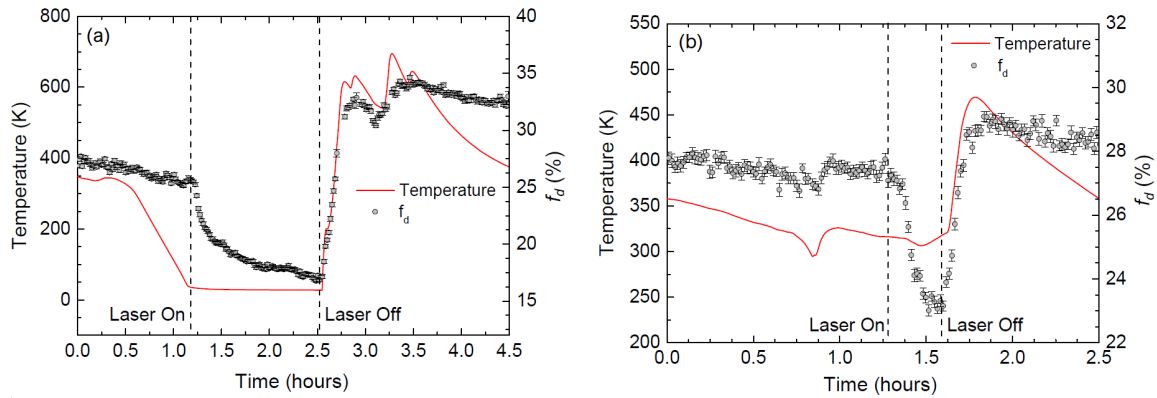 (a)
Temperature (K)
800
600
400
200
0
40
35
30
25
20
15
f_d (%)
Temperature
f_d
Laser On
Laser Off
0.0 0.5 1.0 1.5 2.0 2.5 3.0 3.5 4.0 4.5
Time (hours)
(b)
Temperature (K)
550
500
450
400
350
300
250
200
32
30
28
26
24
22
f_d (%)
Temperature
f_d
Laser On
Laser Off
0.0 0.5 1.0 1.5 2.0 2.5
Time (hours)